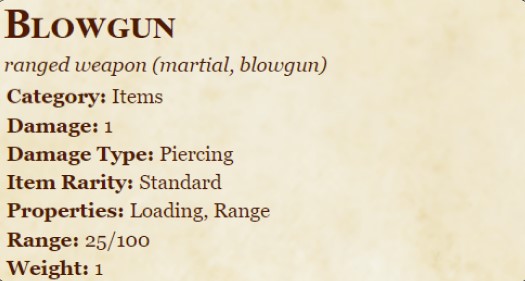 BLOWGUN
ranged weapon (martial, blowgun)
Category: Items
Damage: 1
Damage Type: Piercing
Item Rarity: Standard
Properties: Loading, Range
Range: 25/100
Weight: 1